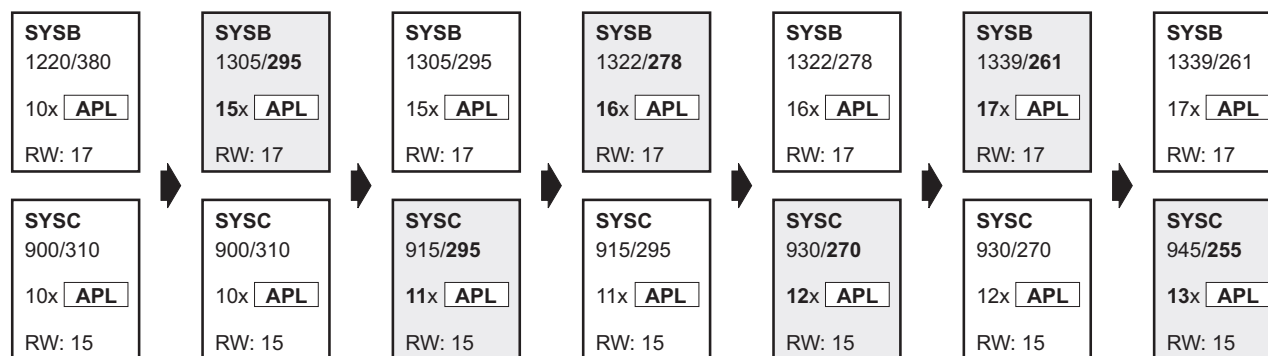 SYSB
1220/380
10x APL
RW: 17
SYSB
1305/295
15x APL
RW: 17
SYSB
1305/295
15x APL
RW: 17
SYSB
1322/278
16x APL
RW: 17
SYSB
1322/278
16x APL
RW: 17
SYSB
1339/261
17x APL
RW: 17
SYSB
1339/261
17x APL
RW: 17
SYSC
900/310
10x APL
RW: 15
SYSC
900/310
10x APL
RW: 15
SYSC
915/295
11x APL
RW: 15
SYSC
915/295
11x APL
RW: 15
SYSC
930/270
12x APL
RW: 15
SYSC
930/270
12x APL
RW: 15
SYSC
945/255
13x APL
RW: 15